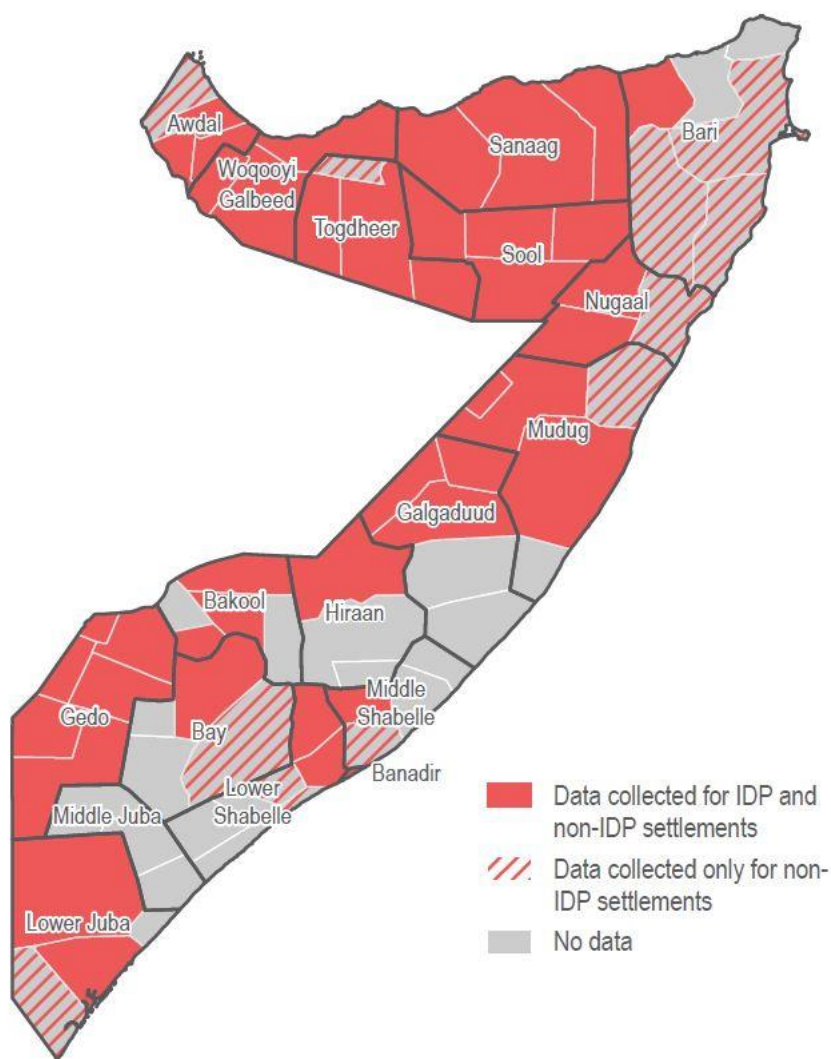 Awdal
Woqooyi
Galbeed
Togdheer
Sanaag
Bari
Sool
Nugaal
Mudug
Galgaduud
Bakool
Hiraan
Gedo
Bay
Middle
Shabelle
Banadir
Lower
Shabelle
Middle Juba
Lower Juba
Data collected for IDP and
non-IDP settlements
Data collected only for non-
IDP settlements
No data